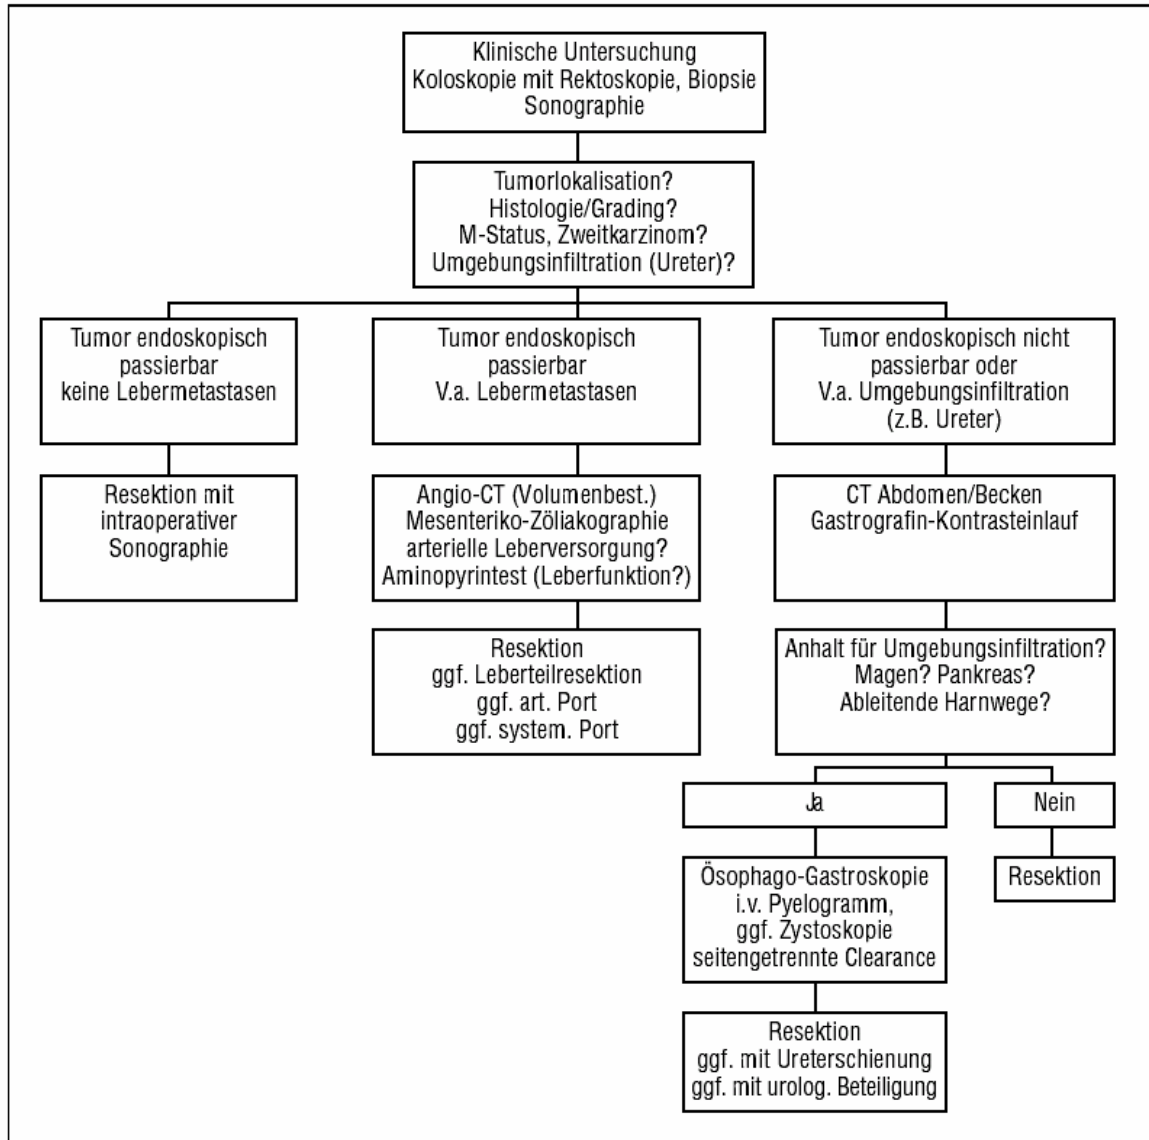 Klinische Untersuchung
Koloskopie mit Rektoskopie, Biopsie
Sonographie
Tumorlokalisation?
Histologie/Grading?
M-Status, Zweitkarzinom?
Umgebungsinfiltration (Ureter)?
Tumor endoskopisch
passierbar
keine Lebermetastasen
Tumor endoskopisch
passierbar
V.a. Lebermetastasen
Tumor endoskopisch nicht
passierbar oder
V.a. Umgebungsinfiltration
(z.B. Ureter)
Resektion mit
intraoperativer
Sonographie
Angio-CT (Volumenbest.)
Mesenteriko-Zöliakographie
arterielle Leberversorgung?
Aminopyrintest (Leberfunktion?)
CT Abdomen/Becken
Gastrografin-Kontrasteinlauf
Resektion
ggf. Leberteilresektion
ggf. art. Port
ggf. system. Port
Anhalt für Umgebungsinfiltration?
Magen? Pankreas?
Ableitende Harnwege?
Ja
Nein
Ösophago-Gastroskopie
i.v. Pyelogramm,
ggf. Zystoskopie
seitengetrennte Clearance
Resektion
Resektion
ggf. mit Ureterschienung
ggf. mit urolog. Beteiligung